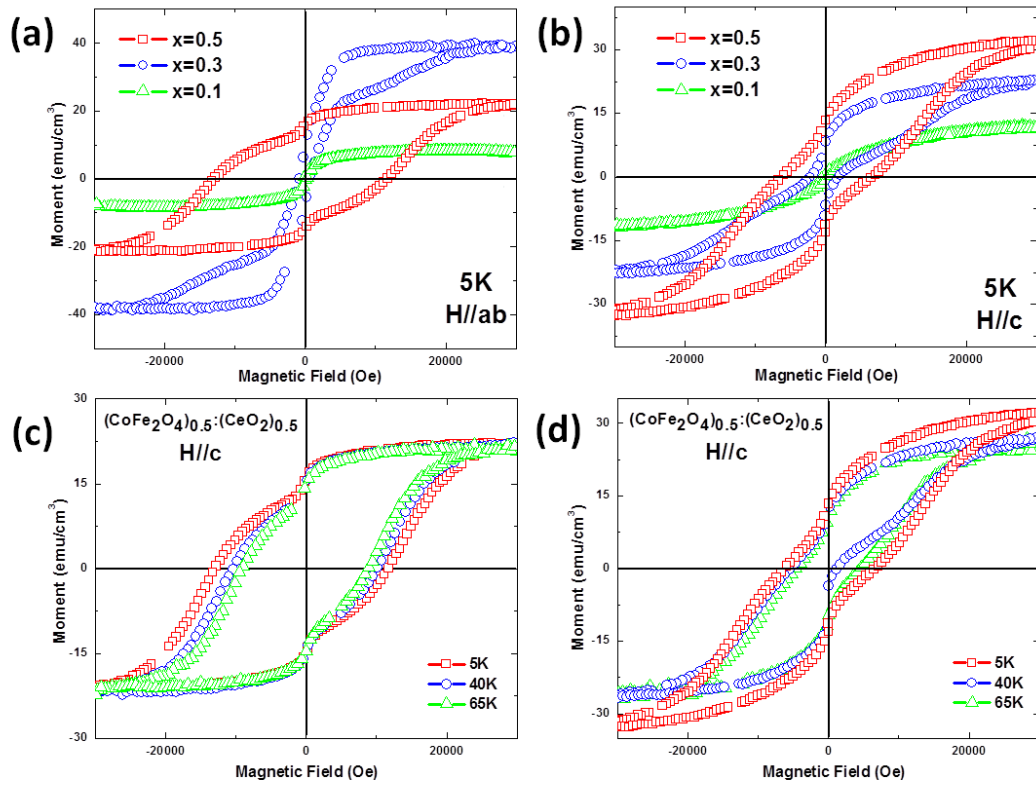 (a)
x=0.5
x=0.3
x=0.1
40
20
0
-20
-40
Moment (emu/cm³)
5K
H//ab
-20000
0
20000
Magnetic Field (Oe)
(b)
x=0.5
x=0.3
x=0.1
30
15
0
-15
-30
Moment (emu/cm³)
5K
H//c
-20000
0
20000
Magnetic Field (Oe)
(c)
(CoFe₂O₄)₀.₅:(CeO₂)₀.₅
H//c
30
15
0
-15
-30
Moment (emu/cm³)
5K
40K
65K
-20000
0
20000
Magnetic Field (Oe)
(d)
(CoFe₂O₄)₀.₅:(CeO₂)₀.₅
H//c
30
15
0
-15
-30
Moment (emu/cm³)
5K
40K
65K
-20000
0
20000
Magnetic Field (Oe)